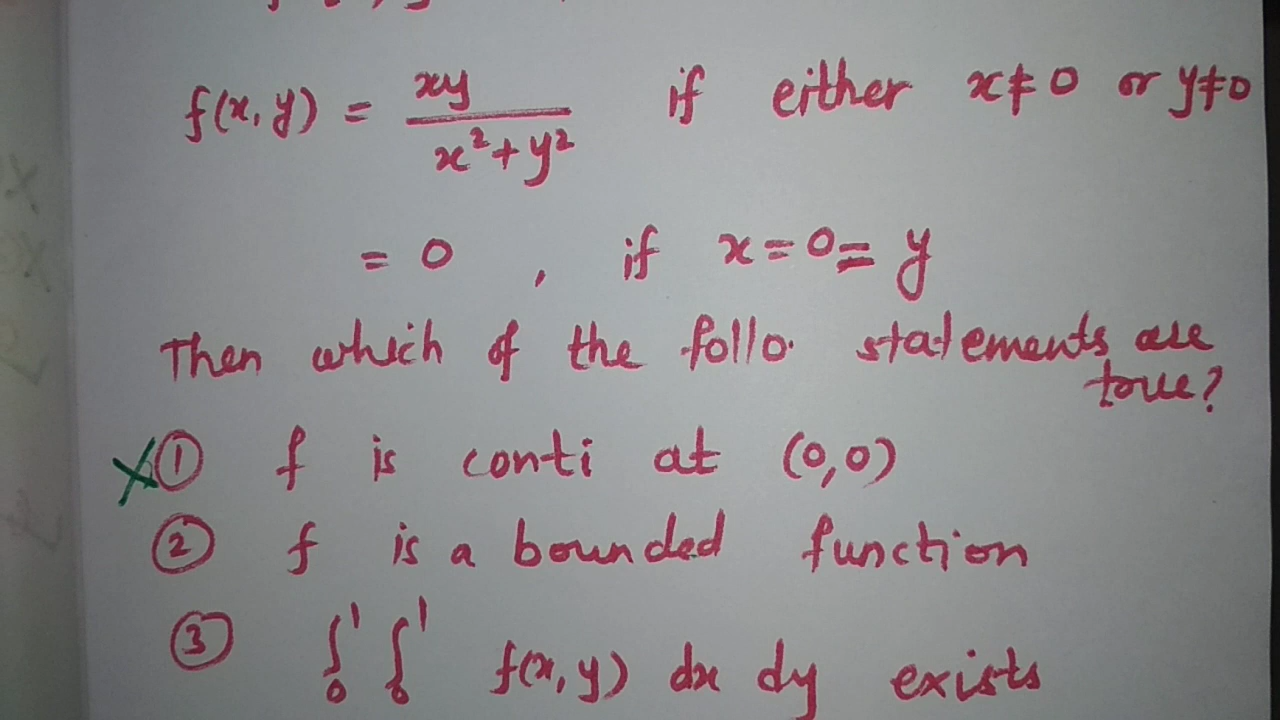 f(x,y) = xy / x²+y² if either x≠0 or y≠0
= 0 , if x=0=y
Then which of the follo. statements are
true?
X① f is conti at (0,0)
② f is a bounded function
③ ∫₀¹ ∫₀¹ f(x,y) dx dy exists